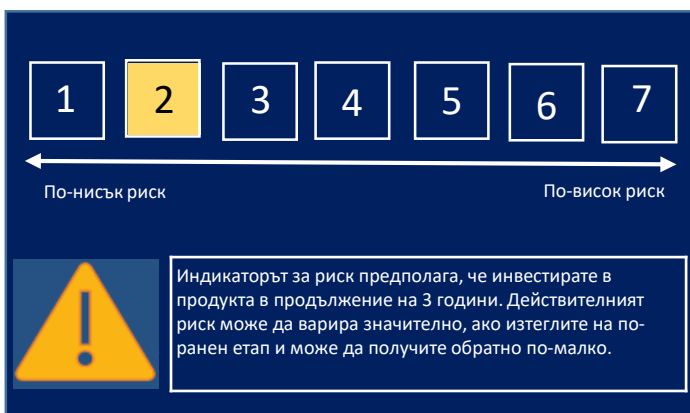 1 2 3 4 5 6 7
По-нисък риск По-висок риск
Индикаторът за риск предполага, че инвестирате в
продукта в продължение на 3 години. Действителният
риск може да варира значително, ако изтеглите на по-
ранен етап и може да получите обратно по-малко.